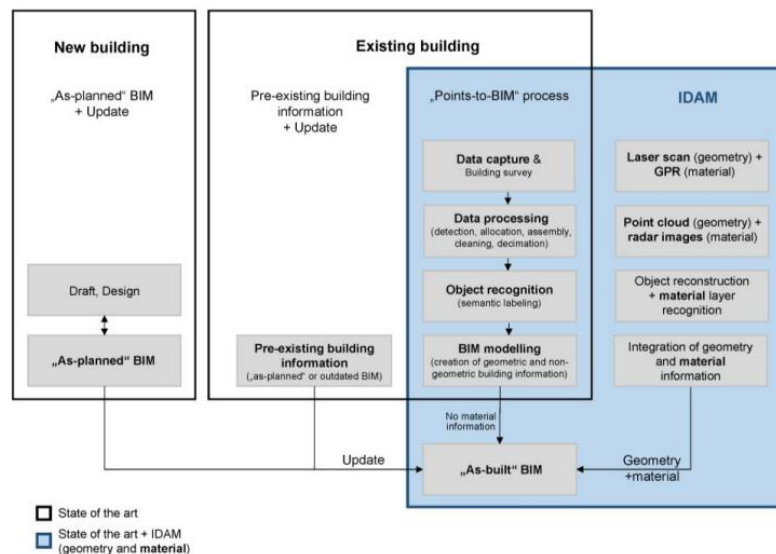 New building
Existing building
„As-planned“ BIM
+ Update
Pre-existing building
information
+ Update
„Points-to-BIM“ process
IDAM
Data capture &
Building survey
Laser scan (geometry) +
GPR (material)
Data processing
(detection, allocation, assembly,
cleaning, decimation)
Point cloud (geometry) +
radar images (material)
Draft, Design
Object recognition
(semantic labeling)
Object reconstruction
+ material layer
recognition
„As-planned“ BIM
Pre-existing building
information
(„as-planned“ or outdated BIM)
BIM modelling
(creation of geometric and non-
geometric building information)
Integration of geometry
and material
information
No material
information
Update
„As-built“ BIM
Geometry
+material
State of the art
State of the art + IDAM
(geometry and material)